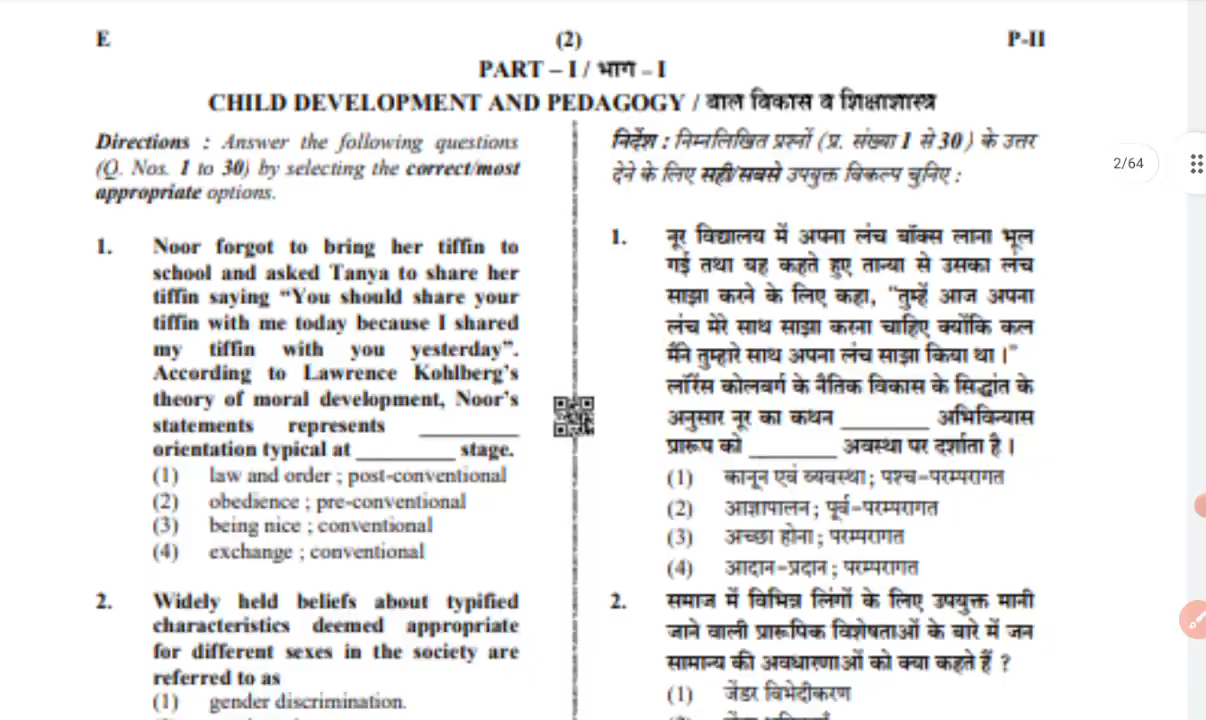 E (2) P-II
PART – I / भाग – I
CHILD DEVELOPMENT AND PEDAGOGY / बाल विकास व शिक्षाशास्त्र
Directions : Answer the following questions
(Q. Nos. 1 to 30) by selecting the correct/most
appropriate options.
1. Noor forgot to bring her tiffin to
school and asked Tanya to share her
tiffin saying “You should share your
tiffin with me today because I shared
my tiffin with you yesterday”.
According to Lawrence Kohlberg’s
theory of moral development, Noor’s
statements represents ________
orientation typical at ________ stage.
(1) law and order ; post-conventional
(2) obedience ; pre-conventional
(3) being nice ; conventional
(4) exchange ; conventional
2. Widely held beliefs about typified
characteristics deemed appropriate
for different sexes in the society are
referred to as
(1) gender discrimination.
निर्देश : निम्नलिखित प्रश्नों (प्र. संख्या 1 से 30) के उत्तर
देने के लिए सही/सबसे उपयुक्त विकल्प चुनिए :
1. नूर विद्यालय में अपना लंच बॉक्स लाना भूल
गई तथा यह कहते हुए तान्या से उसका लंच
साझा करने के लिए कहा, “तुम्हें आज अपना
लंच मेरे साथ साझा करना चाहिए क्योंकि कल
मैंने तुम्हारे साथ अपना लंच साझा किया था ।”
लॉरेंस कोलबर्ग के नैतिक विकास के सिद्धांत के
अनुसार नूर का कथन ________ अभिविन्यास
प्रारूप को ________ अवस्था पर दर्शाता है ।
(1) कानून एवं व्यवस्था ; पश्च-परम्परागत
(2) आज्ञापालन ; पूर्व-परम्परागत
(3) अच्छा होना ; परम्परागत
(4) आदान-प्रदान ; परम्परागत
2. समाज में विभिन्न लिंगों के लिए उपयुक्त मानी
जाने वाली प्रारूपिक विशेषताओं के बारे में जन
सामान्य की अवधारणाओं को क्या कहते हैं ?
(1) जेंडर विभेदीकरण
2/64